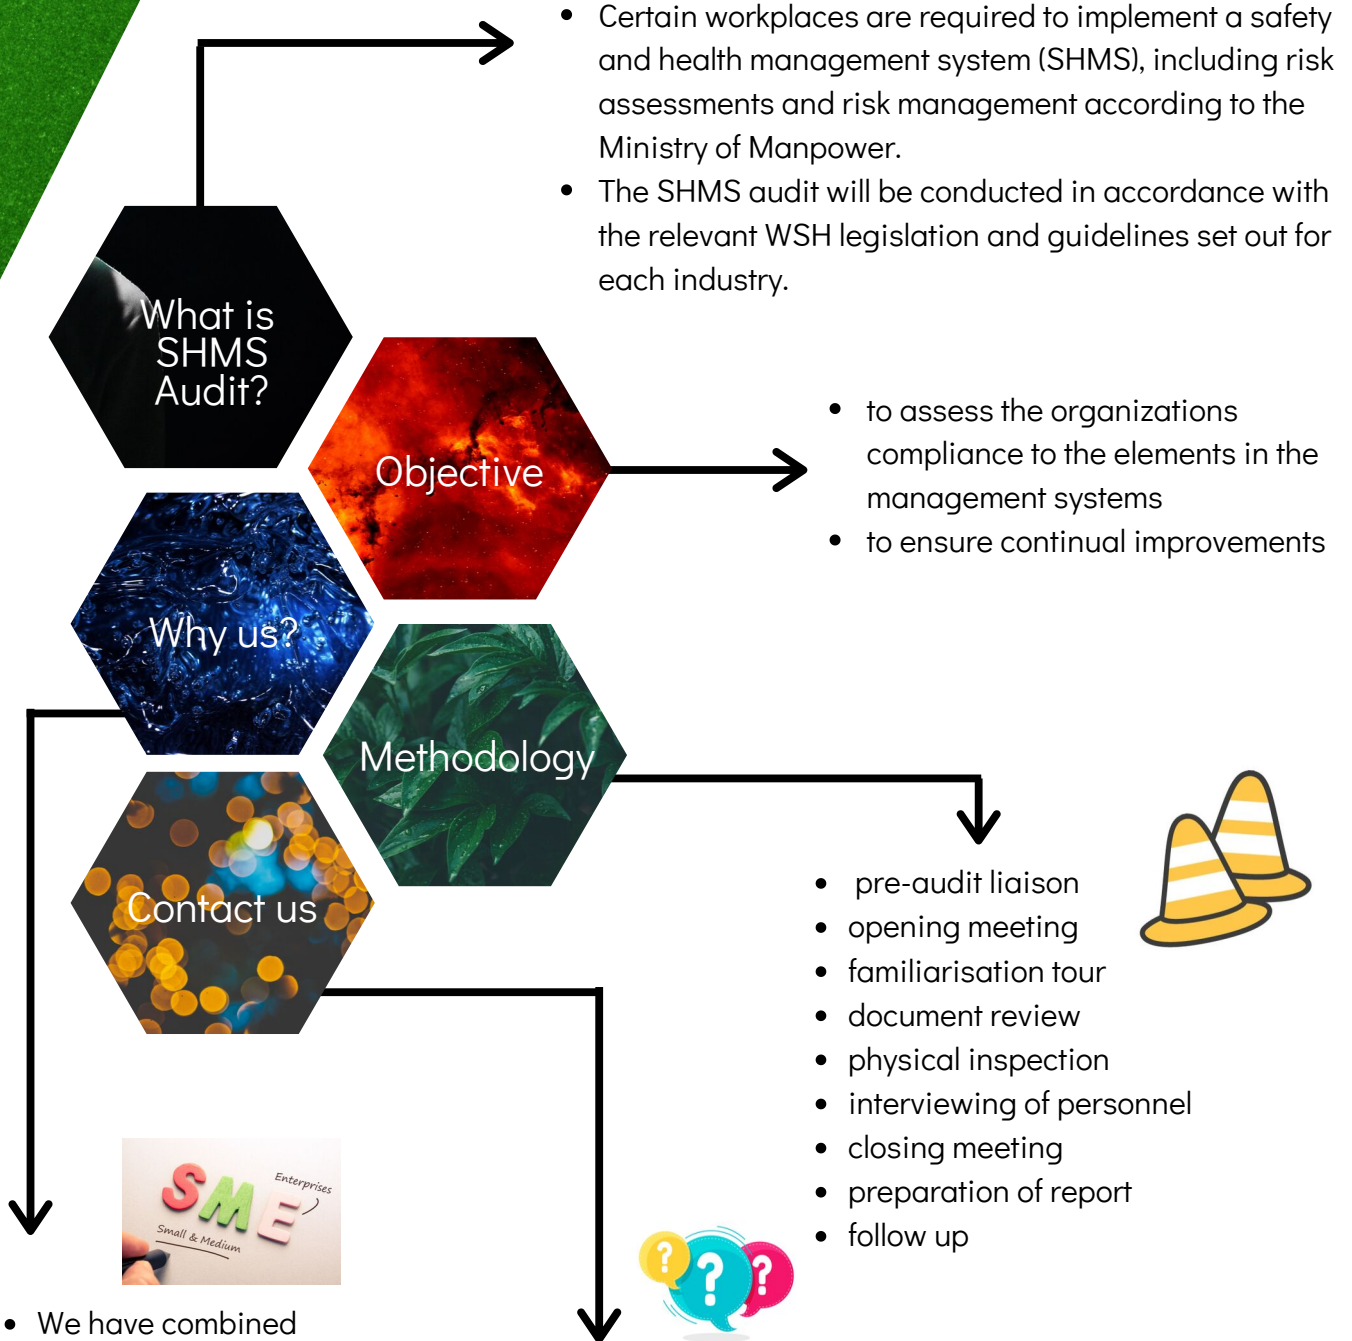 • Certain workplaces are required to implement a safety
and health management system (SHMS), including risk
assessments and risk management according to the
Ministry of Manpower.
• The SHMS audit will be conducted in accordance with
the relevant WSH legislation and guidelines set out for
each industry.
What is
SHMS
Audit?
Objective
• to assess the organizations
compliance to the elements in the
management systems
• to ensure continual improvements
Why us?
Methodology
• pre-audit liaison
• opening meeting
• familiarisation tour
• document review
• physical inspection
• interviewing of personnel
• closing meeting
• preparation of report
• follow up
Contact us
SME
Enterprises
Small & Medium
? ? ?
• We have combined